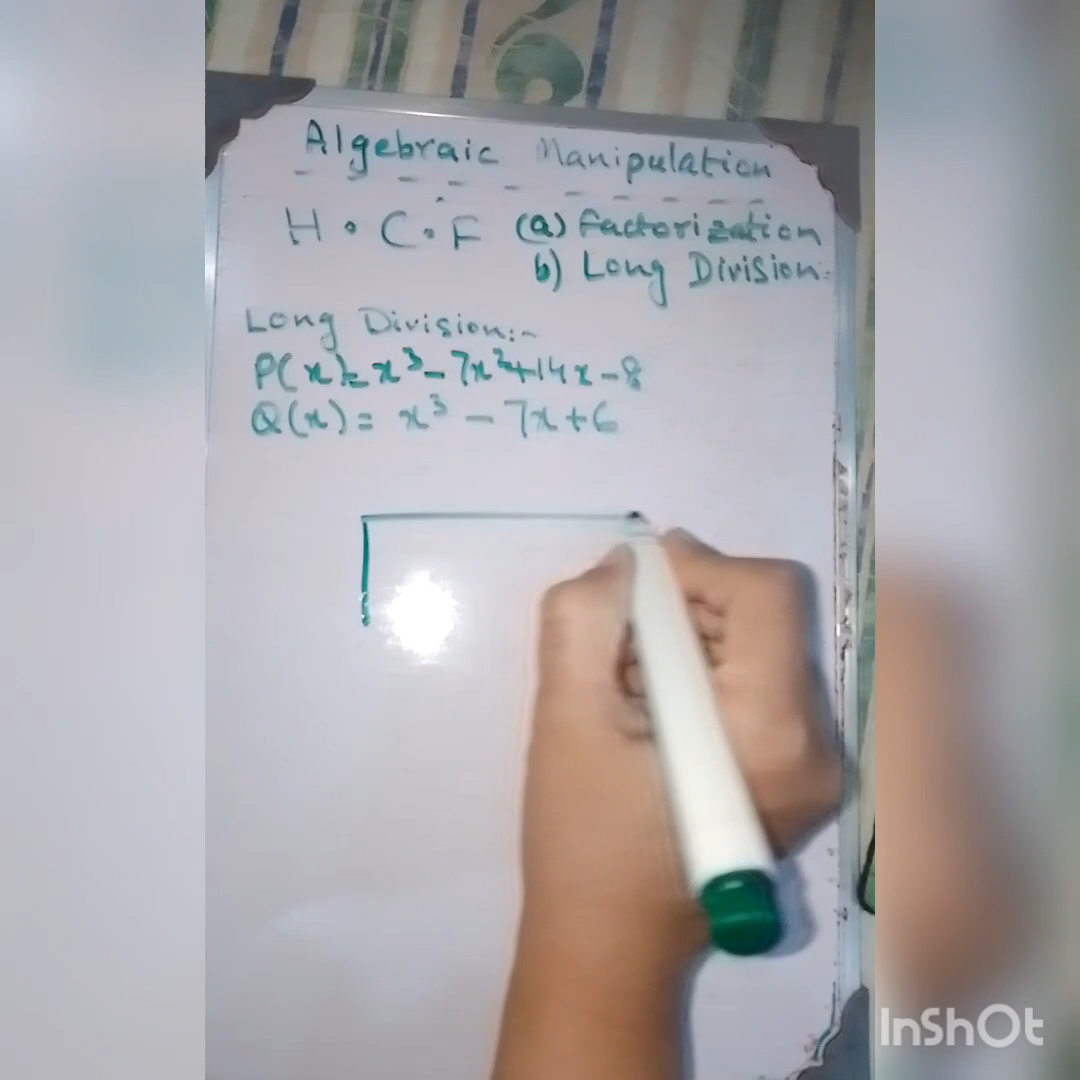 Algebraic Manipulation
H.C.F (a) Factorization
b) Long Division:
Long Division:-
P(x)= x³-7x²+14x-8
Q(x) = x³ - 7x+6
InShOt